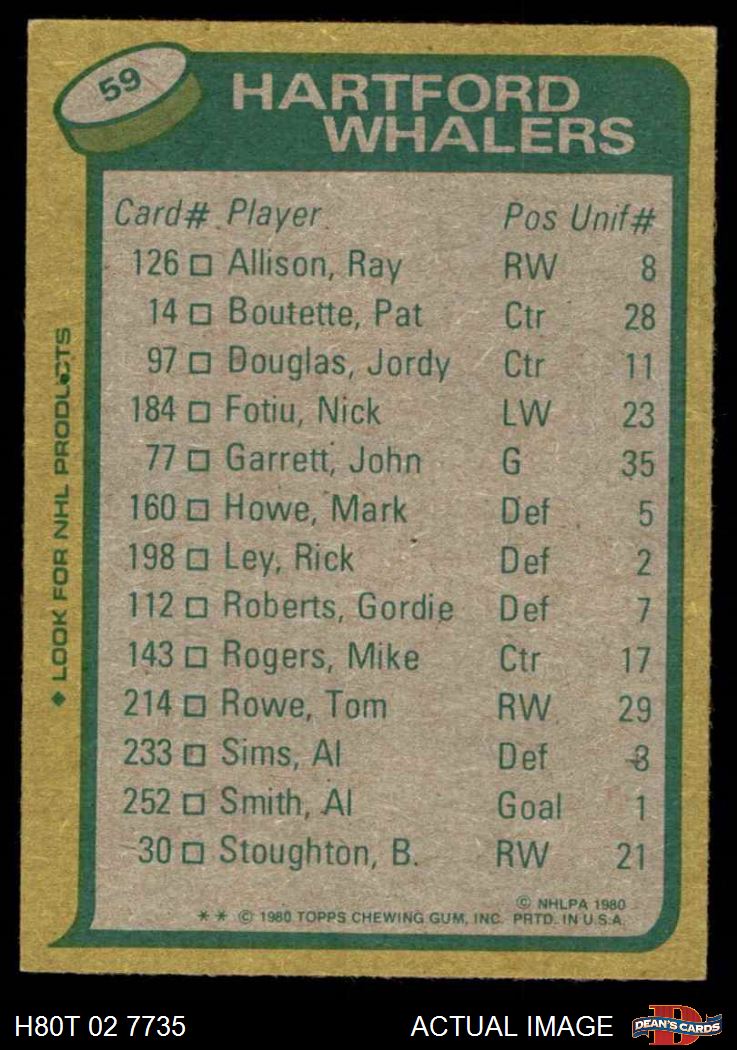 59
HARTFORD
WHALERS
Card# Player Pos Unif#
126 □ Allison, Ray RW 8
14 □ Boutette, Pat Ctr 28
97 □ Douglas, Jordy Ctr 11
184 □ Fotiu, Nick LW 23
77 □ Garrett, John G 35
160 □ Howe, Mark Def 5
198 □ Ley, Rick Def 2
112 □ Roberts, Gordie Def 7
143 □ Rogers, Mike Ctr 17
214 □ Rowe, Tom RW 29
233 □ Sims, Al Def 3
252 □ Smith, Al Goal 1
30 □ Stoughton, B. RW 21
© NHLPA 1980
** © 1980 TOPPS CHEWING GUM, INC. PRTD. IN U.S.A.
◆ LOOK FOR NHL PRODUCTS
H80T 02 7735 ACTUAL IMAGE
D
DEAN'S CARDS